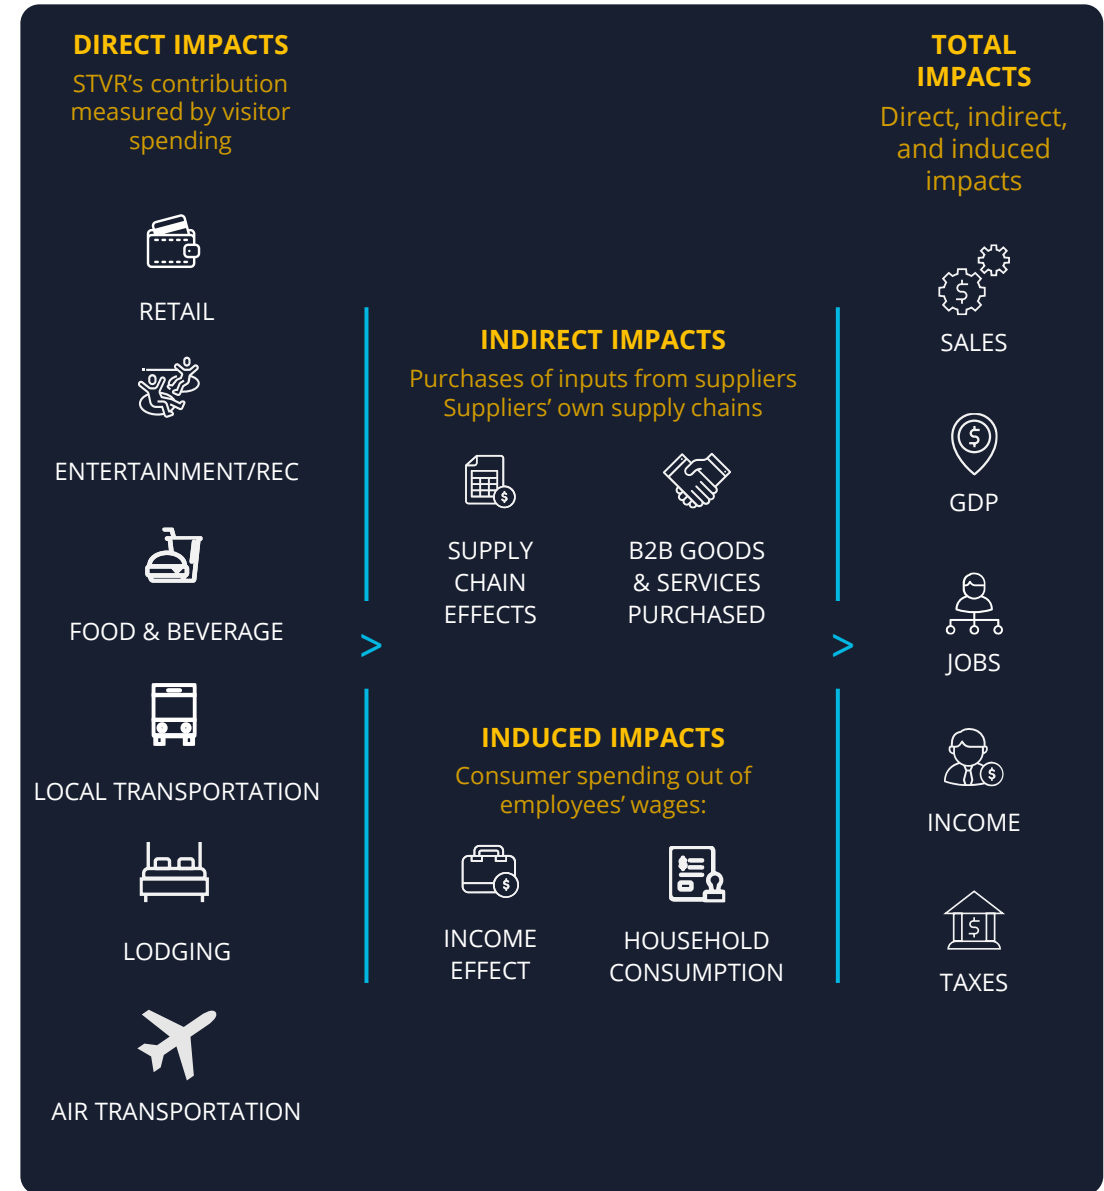 DIRECT IMPACTS
STVR’s contribution
measured by visitor
spending
RETAIL
ENTERTAINMENT/REC
FOOD & BEVERAGE
LOCAL TRANSPORTATION
LODGING
AIR TRANSPORTATION
>
INDIRECT IMPACTS
Purchases of inputs from suppliers
Suppliers’ own supply chains
SUPPLY
CHAIN
EFFECTS
B2B GOODS
& SERVICES
PURCHASED
INDUCED IMPACTS
Consumer spending out of
employees’ wages:
INCOME
EFFECT
HOUSEHOLD
CONSUMPTION
>
TOTAL
IMPACTS
Direct, indirect,
and induced
impacts
$
SALES
$
GDP
JOBS
$
INCOME
$
TAXES